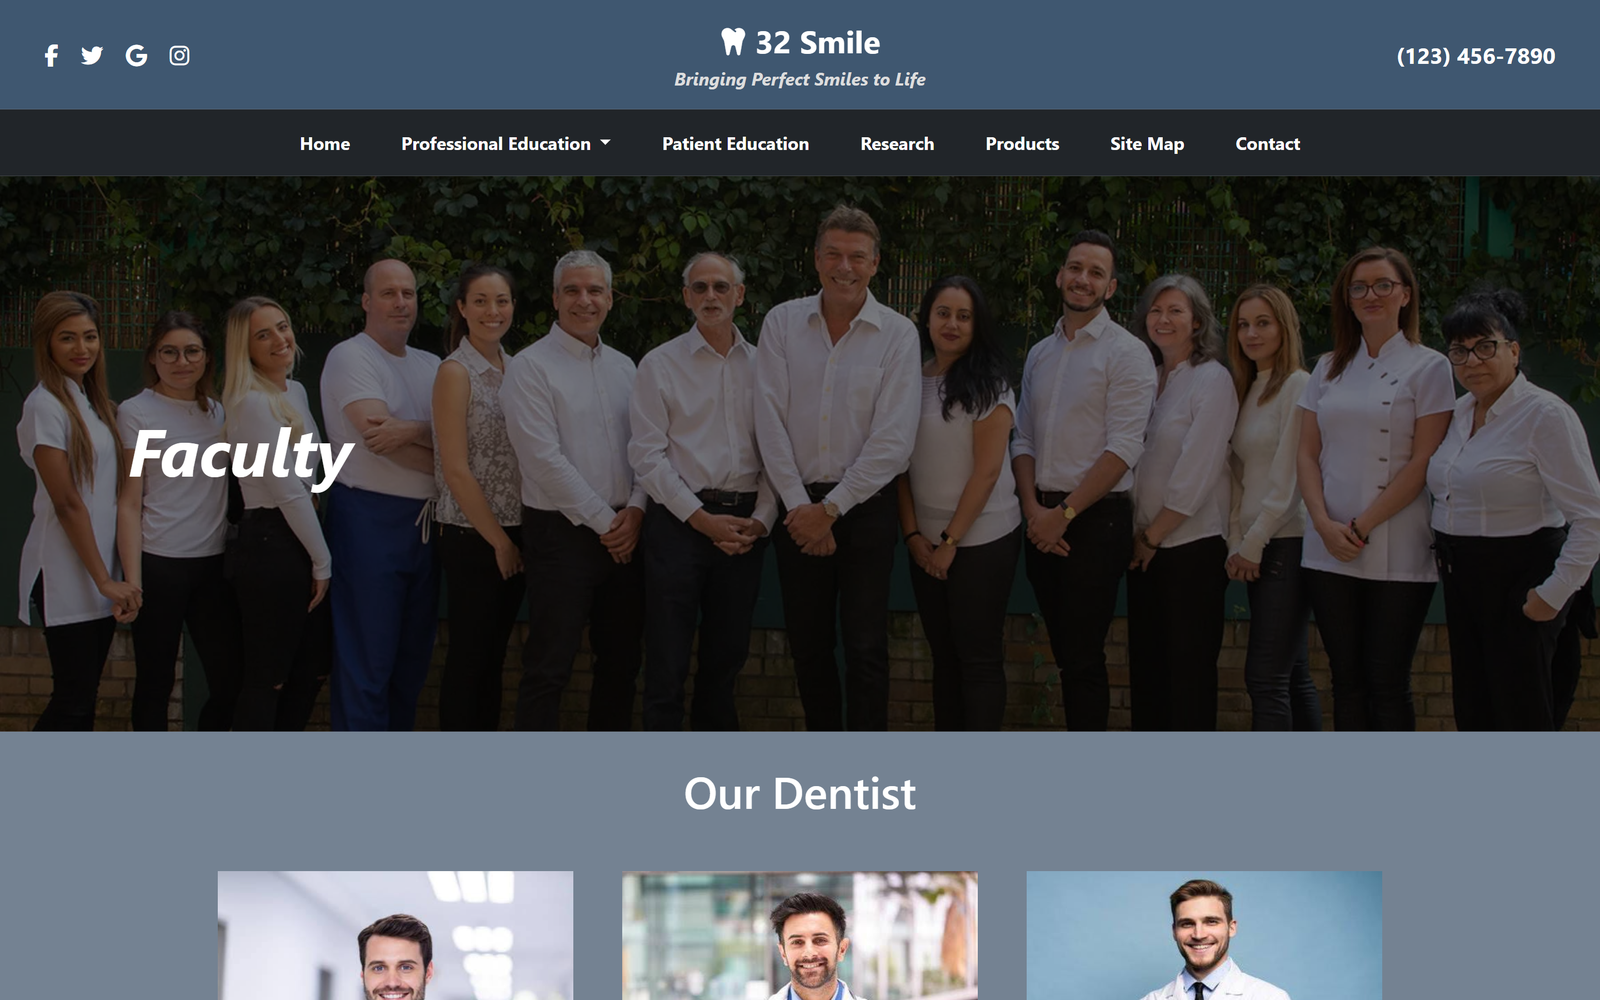 32 Smile
Bringing Perfect Smiles to Life
(123) 456-7890
Home
Professional Education
Patient Education
Research
Products
Site Map
Contact
Faculty
Our Dentist